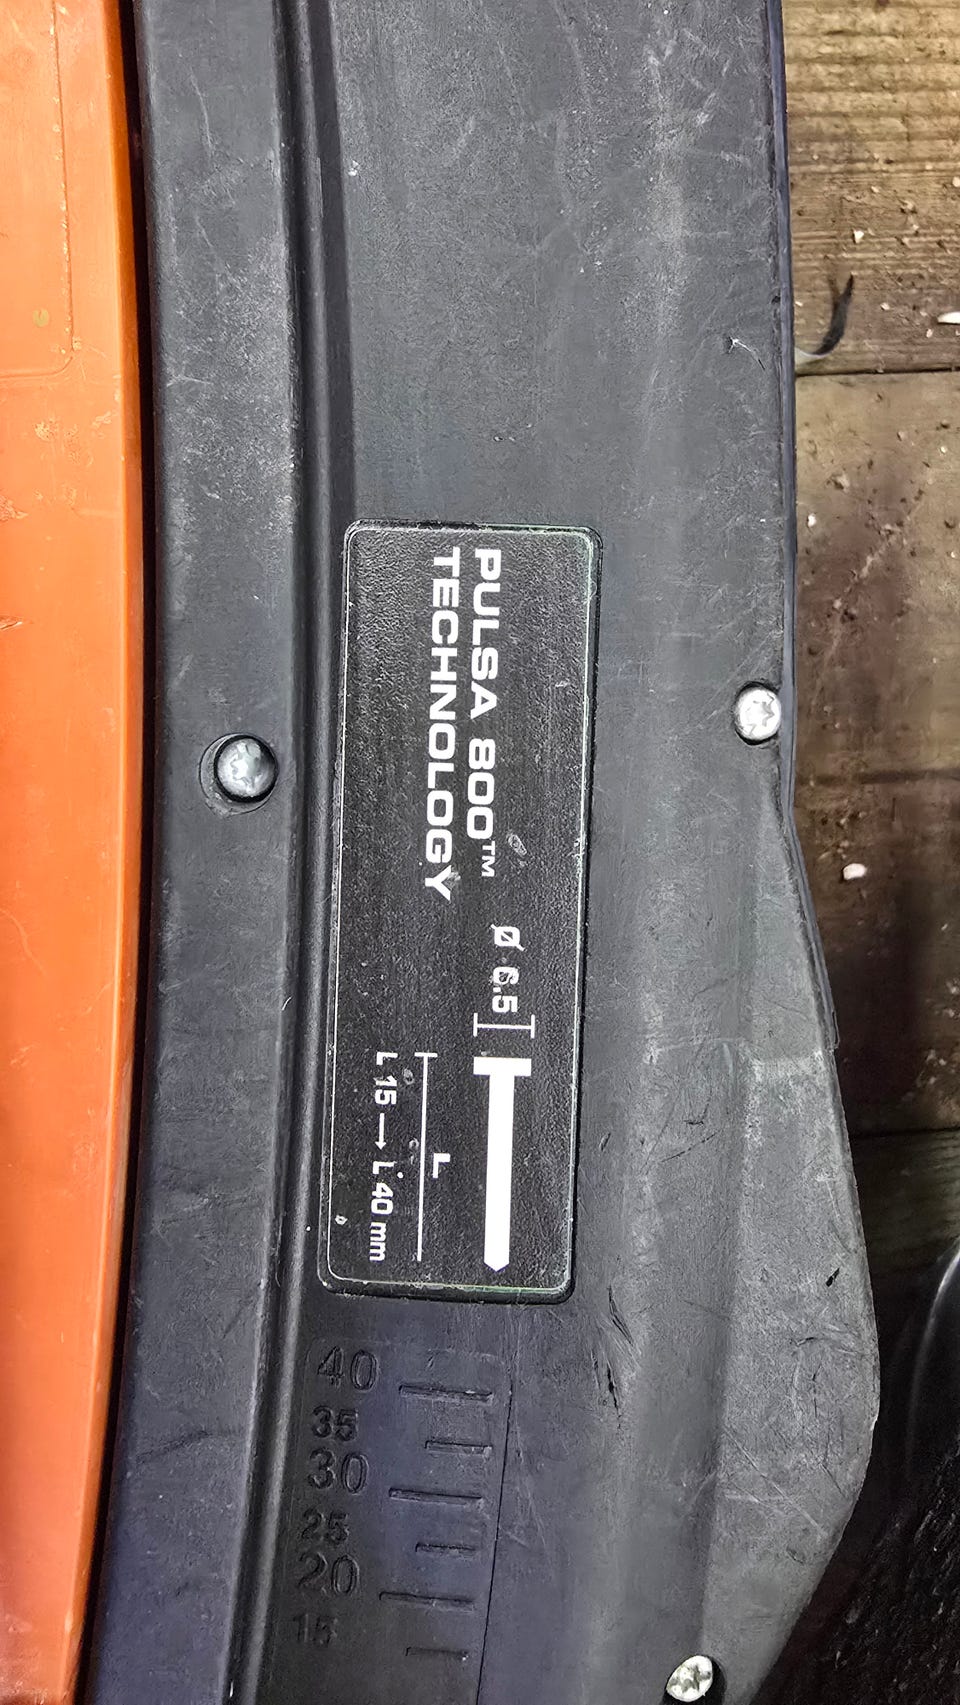 PULSA 800™
TECHNOLOGY
Ø 6.5
L
L 15 → L 40 mm
40
35
30
25
20
15